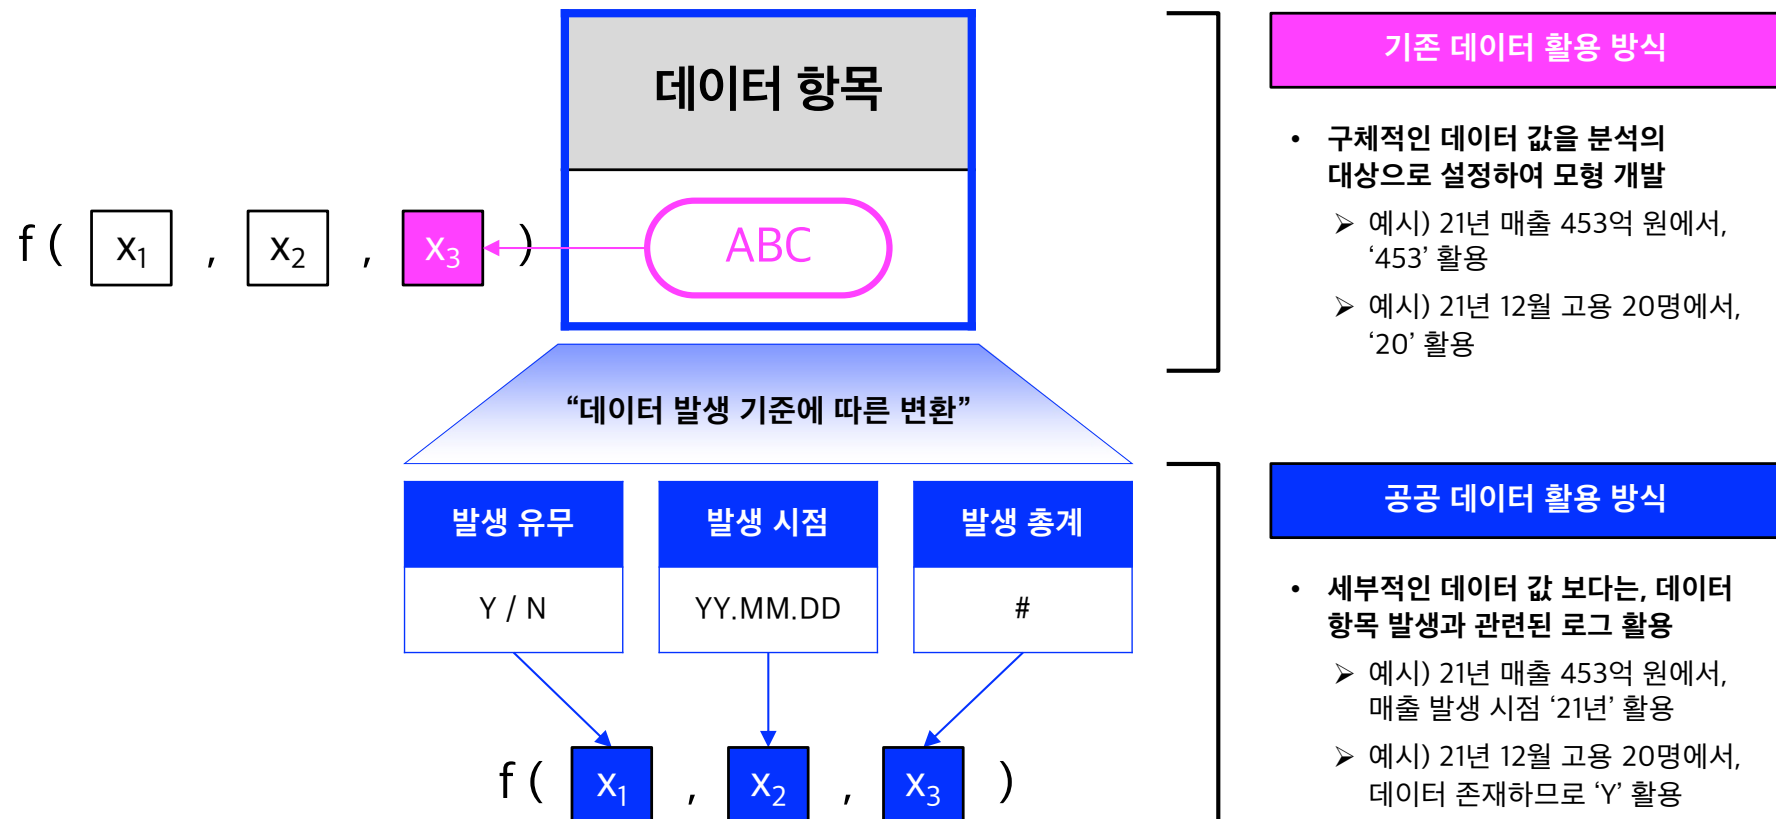 데이터 항목
f ( x₁ , x₂ , x₃ )
ABC
“데이터 발생 기준에 따른 변환”
발생 유무
발생 시점
발생 총계
Y / N
YY.MM.DD
#
f ( x₁ , x₂ , x₃ )
기존 데이터 활용 방식
• 구체적인 데이터 값을 분석의
대상으로 설정하여 모형 개발
➢ 예시) 21년 매출 453억 원에서,
‘453’ 활용
➢ 예시) 21년 12월 고용 20명에서,
‘20’ 활용
공공 데이터 활용 방식
• 세부적인 데이터 값 보다는, 데이터
항목 발생과 관련된 로그 활용
➢ 예시) 21년 매출 453억 원에서,
매출 발생 시점 ‘21년’ 활용
➢ 예시) 21년 12월 고용 20명에서,
데이터 존재하므로 ‘Y’ 활용